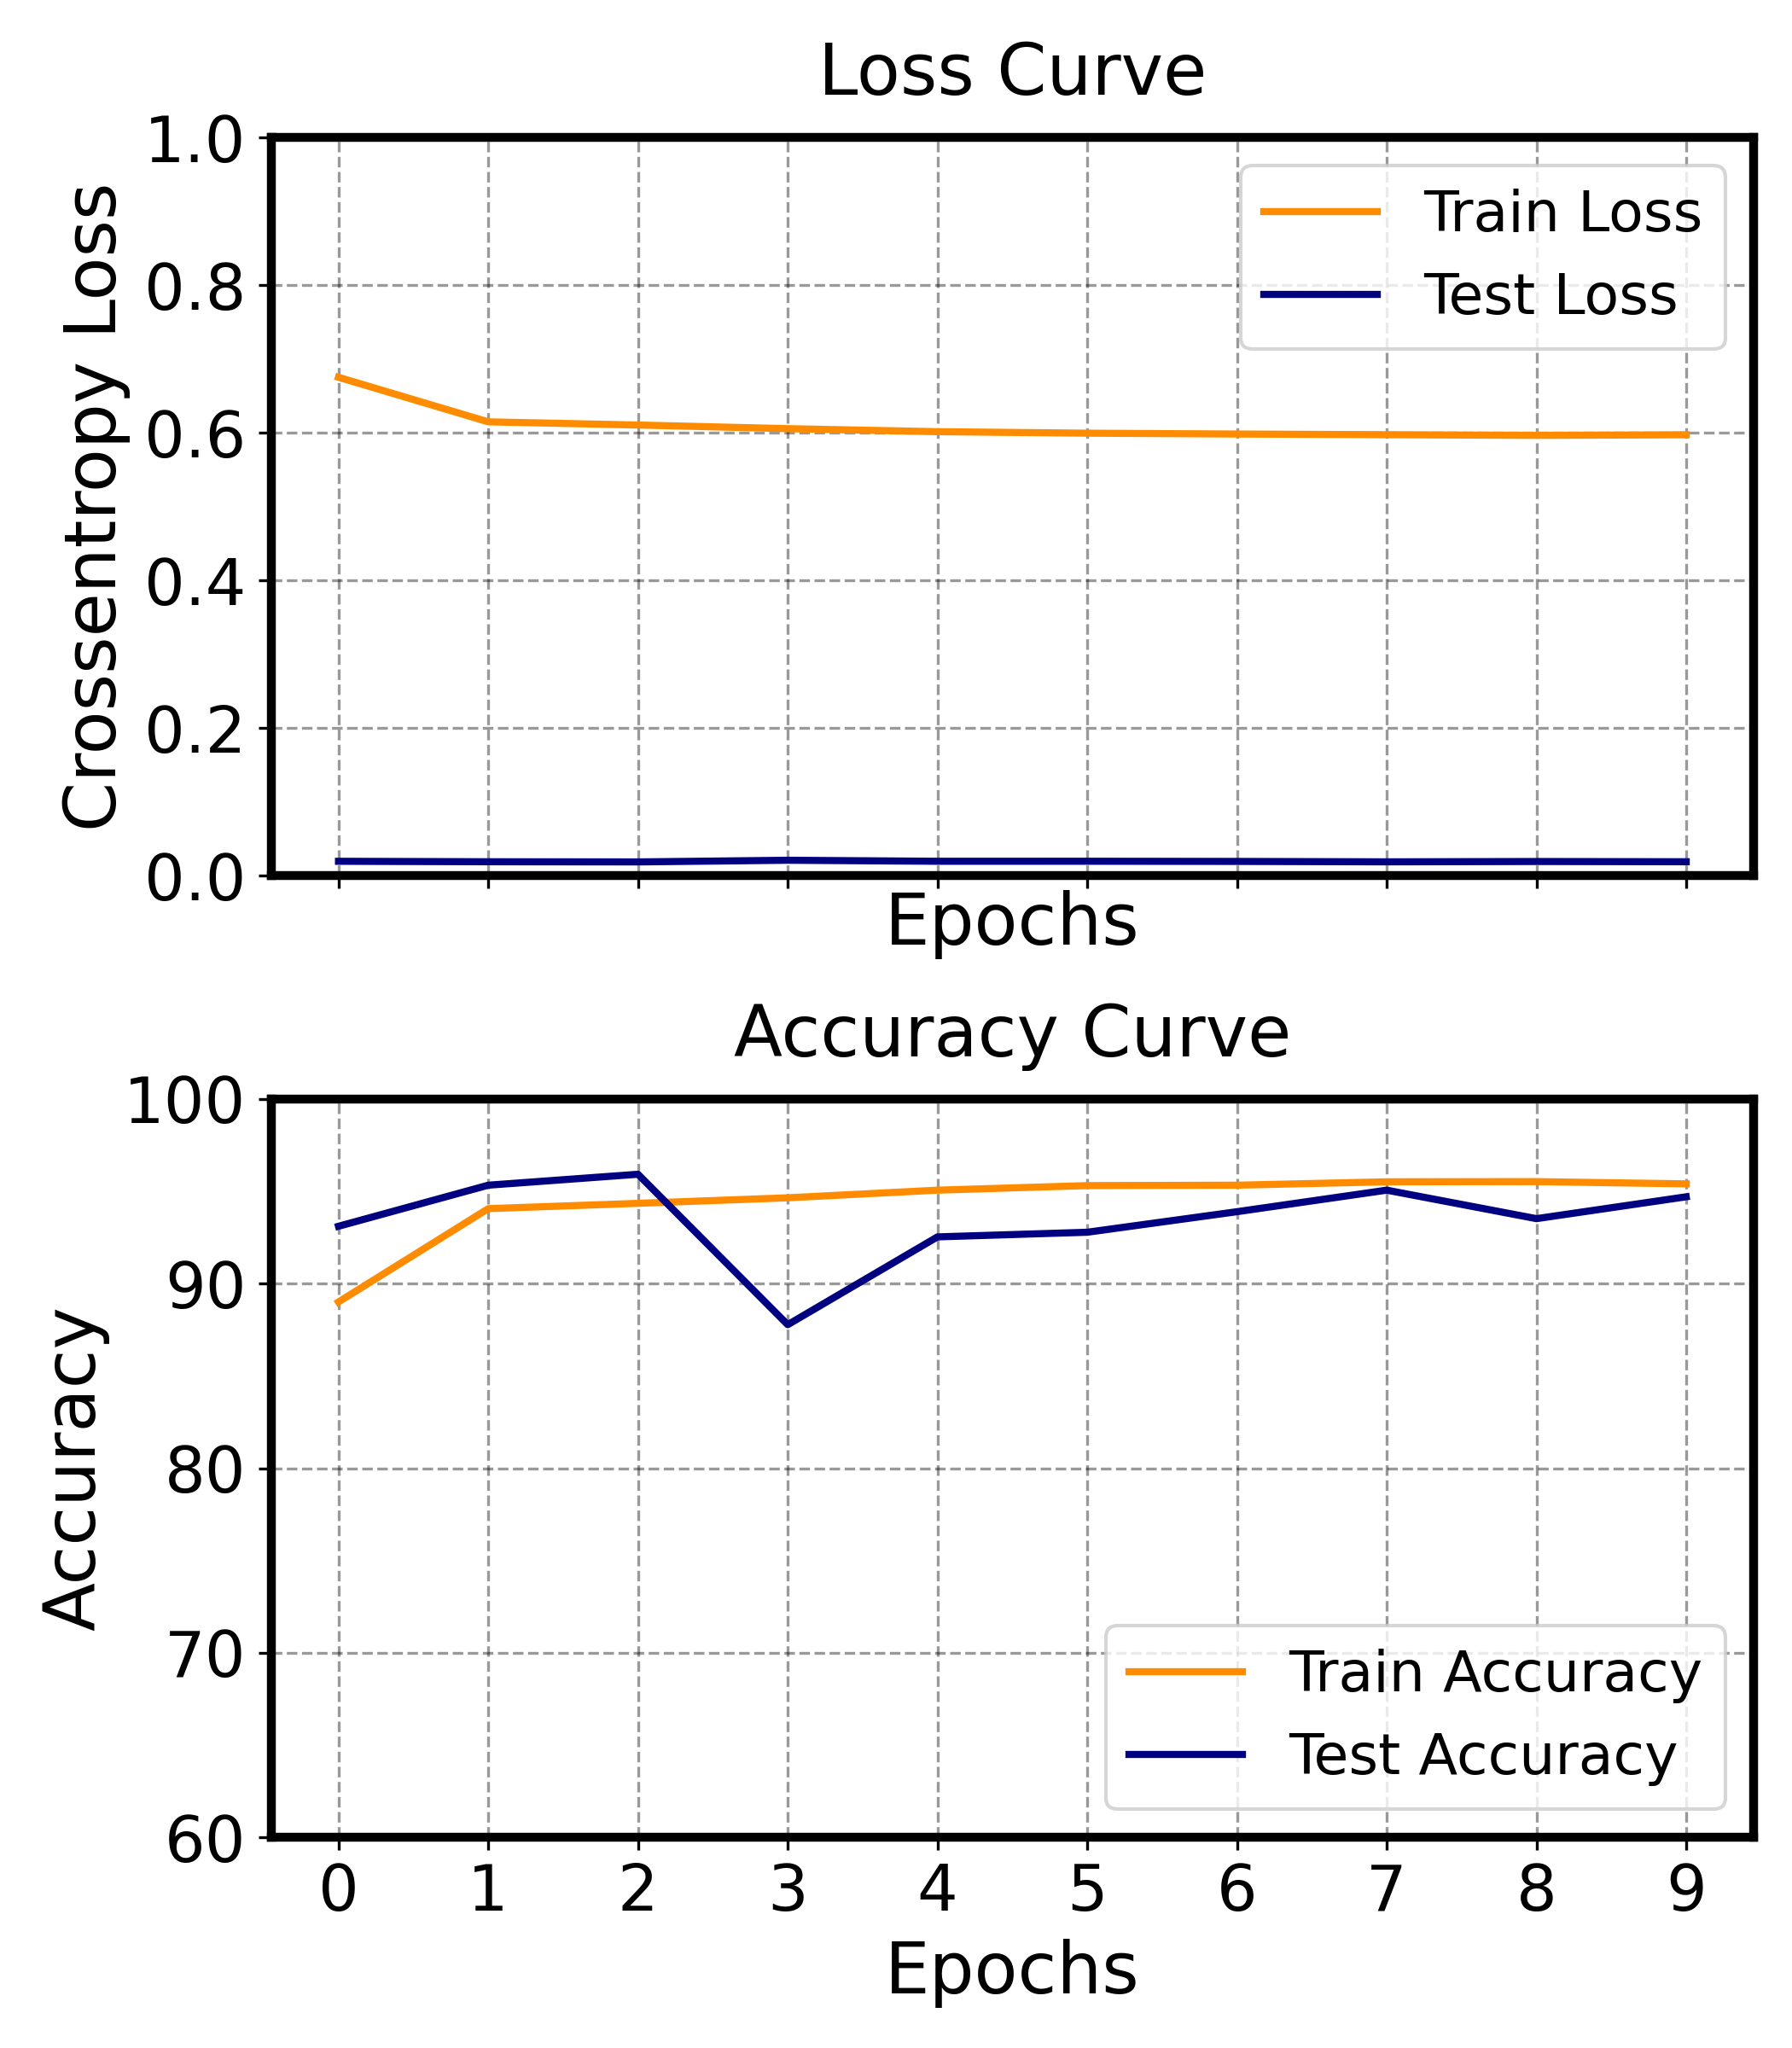 Loss Curve
1.0
0.8
0.6
0.4
0.2
0.0
Crossentropy Loss
Train Loss
Test Loss
Epochs
Accuracy Curve
100
90
80
70
60
Accuracy
Train Accuracy
Test Accuracy
0 1 2 3 4 5 6 7 8 9
Epochs